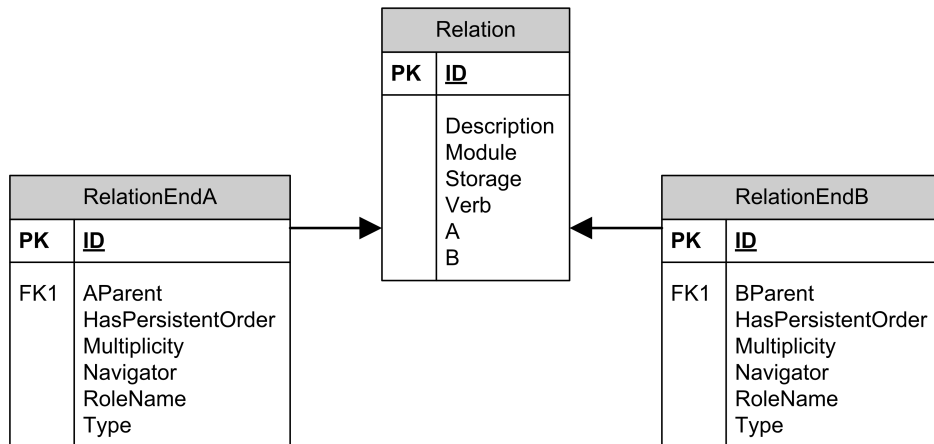 Relation
PK ID
Description
Module
Storage
Verb
A
B
RelationEndA
PK ID
FK1 AParent
HasPersistentOrder
Multiplicity
Navigator
RoleName
Type
RelationEndB
PK ID
FK1 BParent
HasPersistentOrder
Multiplicity
Navigator
RoleName
Type